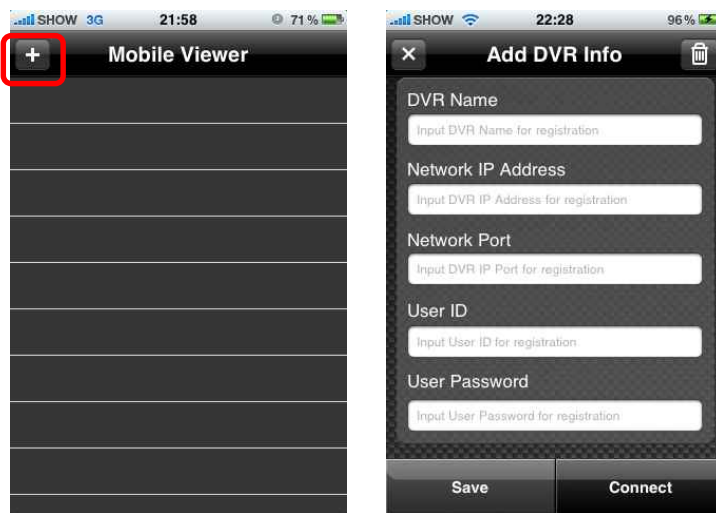 SHOW 3G 21:58 71 %
+ Mobile Viewer
SHOW 22:28 96 %
× Add DVR Info
DVR Name
Input DVR Name for registration
Network IP Address
Input DVR IP Address for registration
Network Port
Input DVR IP Port for registration
User ID
Input User ID for registration
User Password
Input User Password for registration
Save Connect